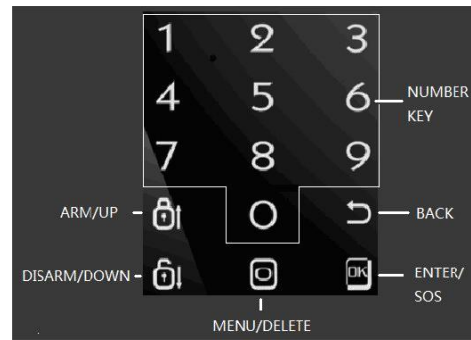 1 2 3
4 5 6
NUMBER
KEY
7 8 9
ARM/UP
0
BACK
DISARM/DOWN
OK
ENTER/
SOS
MENU/DELETE